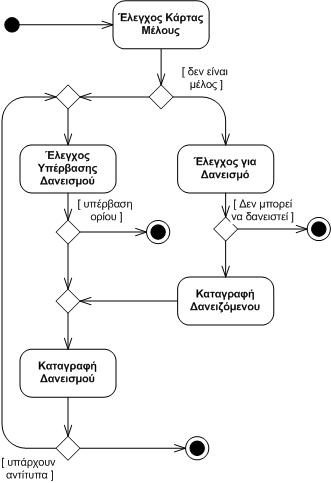 Έλεγχος Κάρτας
Μέλους
[ δεν είναι
μέλος ]
Έλεγχος
Υπέρβασης
Δανεισμού
Έλεγχος για
Δανεισμό
[ υπέρβαση
ορίου ]
[ Δεν μπορεί
να δανειστεί ]
Καταγραφή
Δανειζόμενου
Καταγραφή
Δανεισμού
[ υπάρχουν
αντίτυπα ]